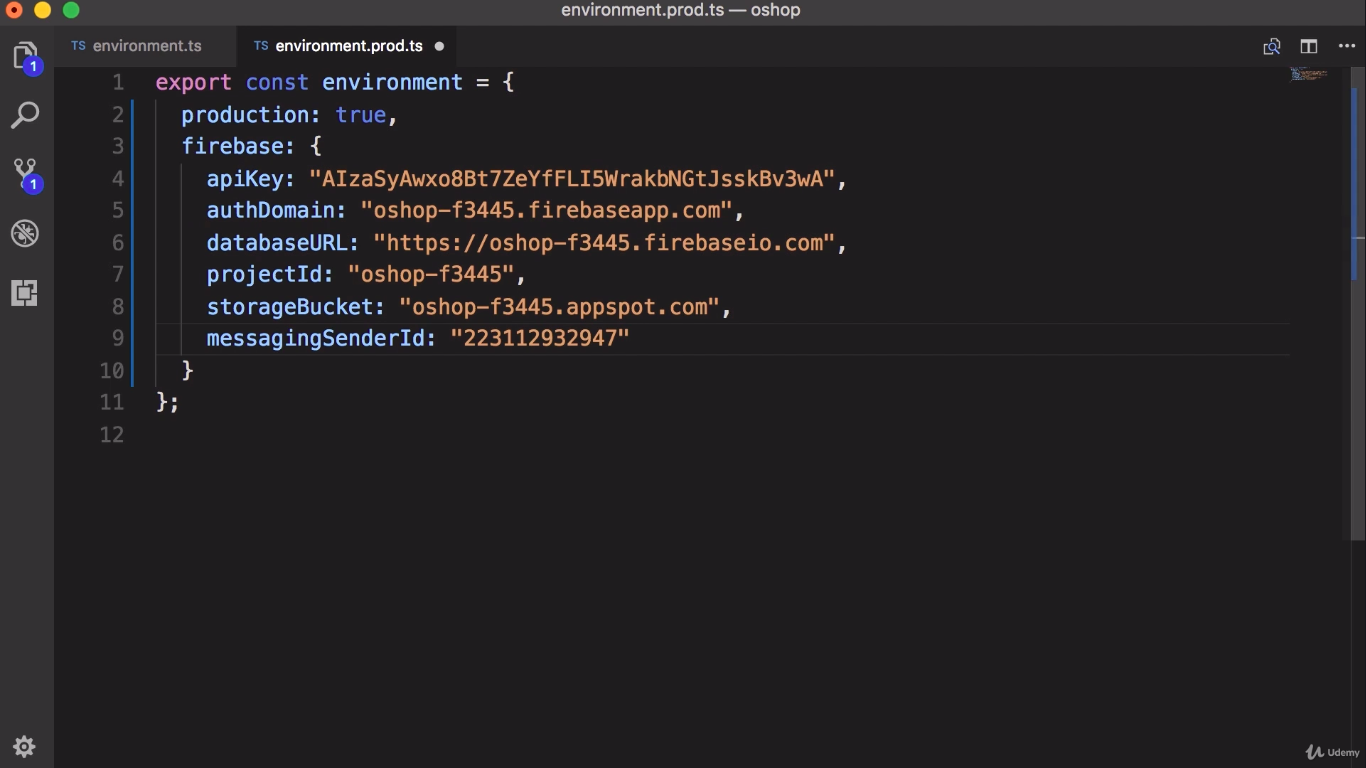 environment.prod.ts — oshop
TS environment.ts
TS environment.prod.ts
1
1
1 export const environment = {
2 production: true,
3 firebase: {
4 apiKey: "AIzaSyAwxo8Bt7ZeYfFLI5WrakbNGtJsskBv3wA",
5 authDomain: "oshop-f3445.firebaseapp.com",
6 databaseURL: "https://oshop-f3445.firebaseio.com",
7 projectId: "oshop-f3445",
8 storageBucket: "oshop-f3445.appspot.com",
9 messagingSenderId: "223112932947"
10 }
11 };
12
Udemy